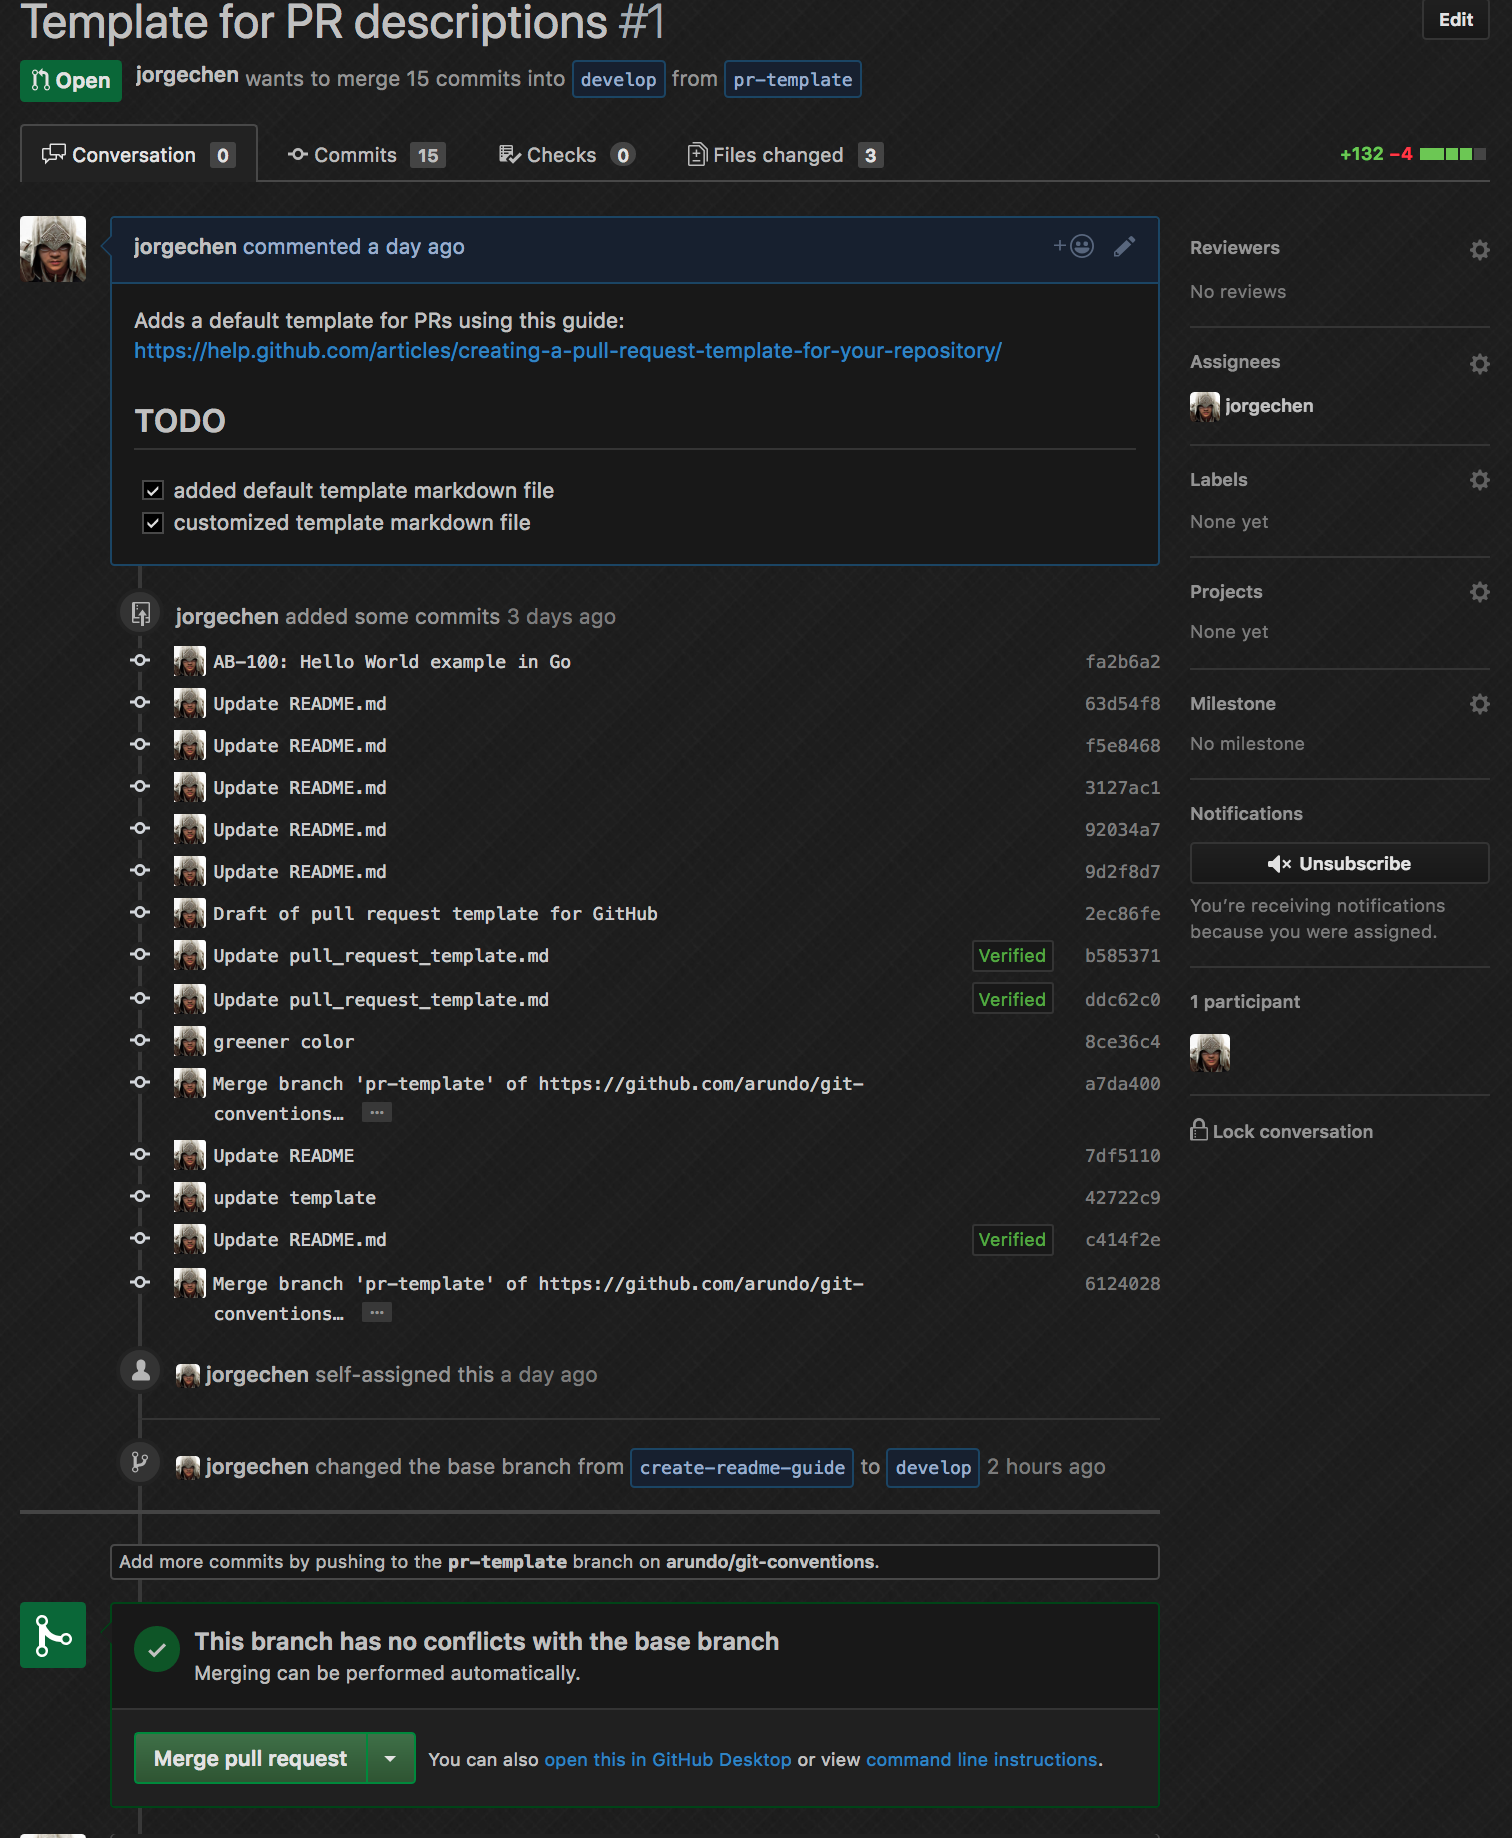 Template for PR descriptions #1
Edit
Open
jorgechen wants to merge 15 commits into develop from pr-template
Conversation 0
Commits 15
Checks 0
Files changed 3
+132 −4
jorgechen commented a day ago
Adds a default template for PRs using this guide:
https://help.github.com/articles/creating-a-pull-request-template-for-your-repository/
TODO
added default template markdown file
customized template markdown file
jorgechen added some commits 3 days ago
AB-100: Hello World example in Go fa2b6a2
Update README.md 63d54f8
Update README.md f5e8468
Update README.md 3127ac1
Update README.md 92034a7
Update README.md 9d2f8d7
Draft of pull request template for GitHub 2ec86fe
Update pull_request_template.md Verified b585371
Update pull_request_template.md Verified ddc62c0
greener color 8ce36c4
Merge branch 'pr-template' of https://github.com/arundo/git- a7da400
conventions… …
Update README 7df5110
update template 42722c9
Update README.md Verified c414f2e
Merge branch 'pr-template' of https://github.com/arundo/git- 6124028
conventions… …
jorgechen self-assigned this a day ago
jorgechen changed the base branch from create-readme-guide to develop 2 hours ago
Add more commits by pushing to the pr-template branch on arundo/git-conventions.
This branch has no conflicts with the base branch
Merging can be performed automatically.
Merge pull request
You can also open this in GitHub Desktop or view command line instructions.
Reviewers
No reviews
Assignees
jorgechen
Labels
None yet
Projects
None yet
Milestone
No milestone
Notifications
Unsubscribe
You’re receiving notifications
because you were assigned.
1 participant
Lock conversation